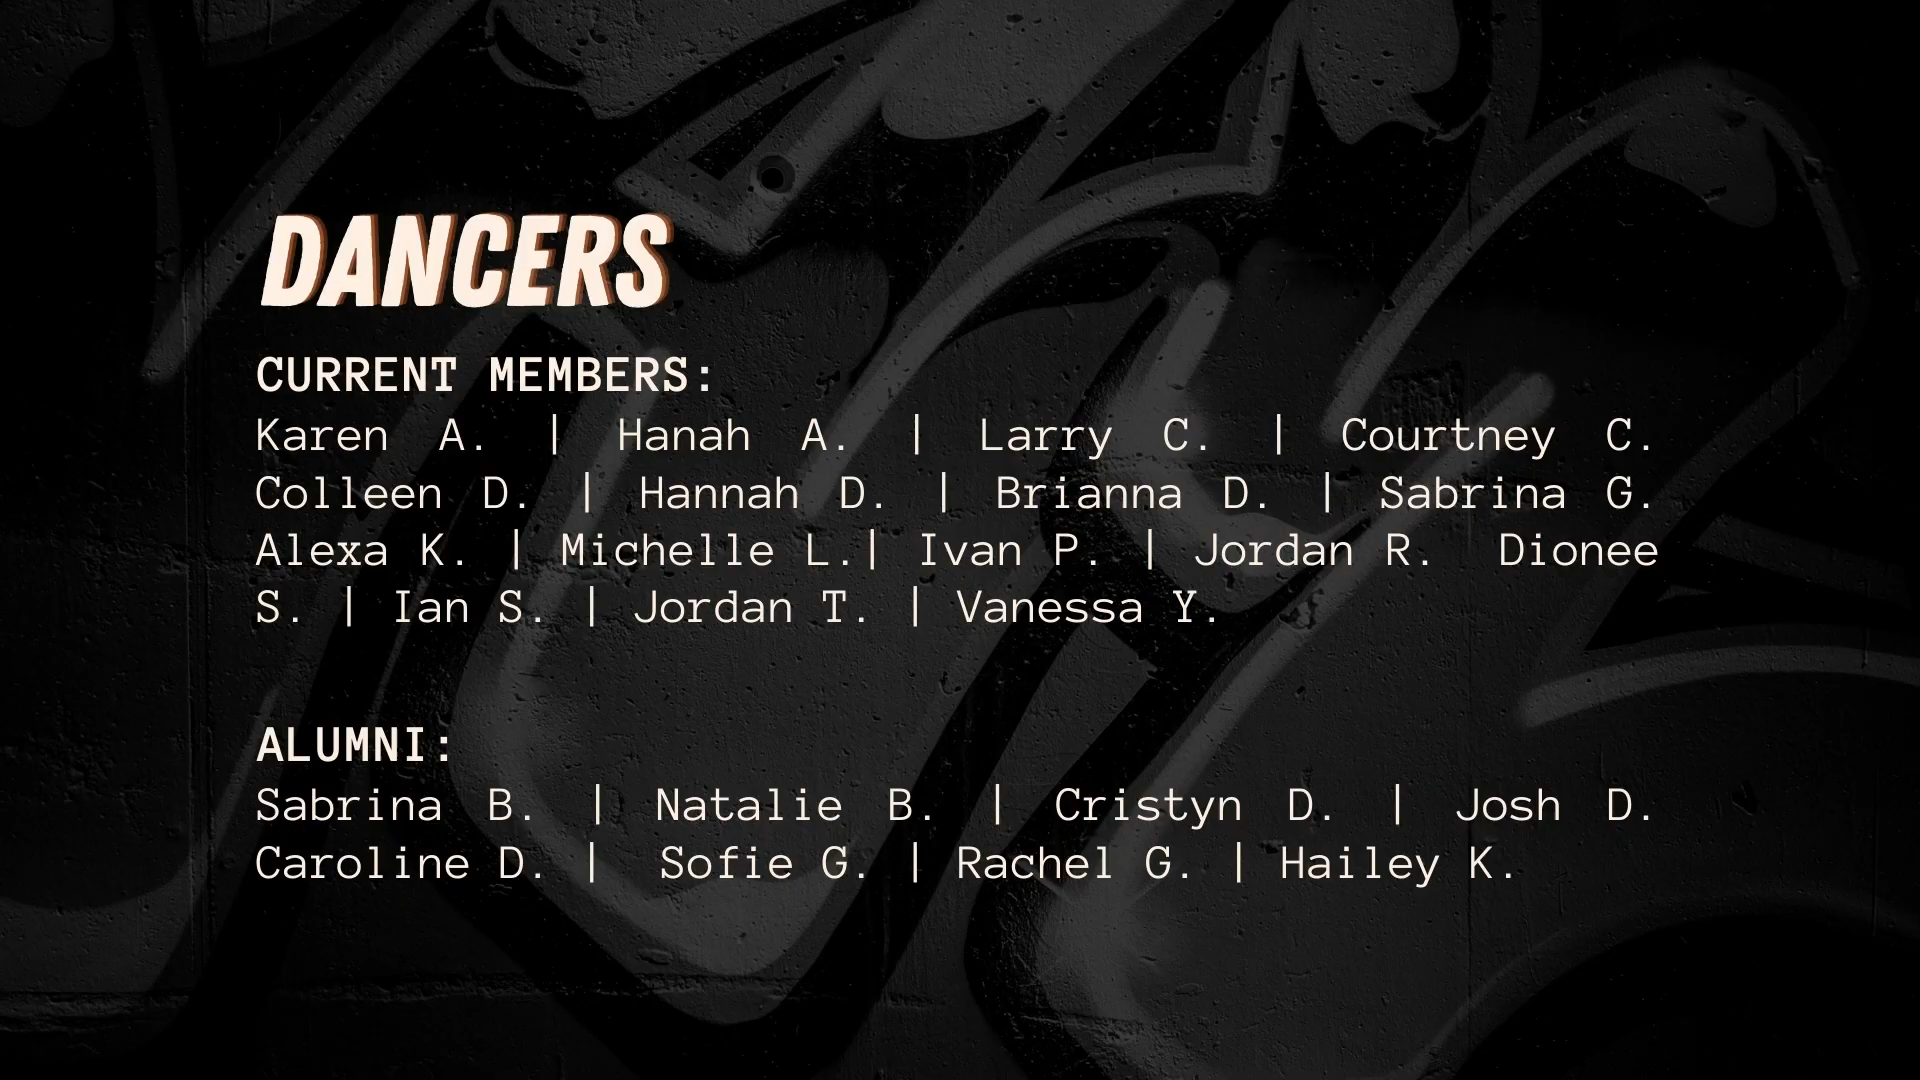 DANCERS
CURRENT MEMBERS:
Karen A. | Hanah A. | Larry C. | Courtney C.
Colleen D. | Hannah D. | Brianna D. | Sabrina G.
Alexa K. | Michelle L.| Ivan P. | Jordan R. Dionee
S. | Ian S. | Jordan T. | Vanessa Y.
ALUMNI:
Sabrina B. | Natalie B. | Cristyn D. | Josh D.
Caroline D. | Sofie G. | Rachel G. | Hailey K.